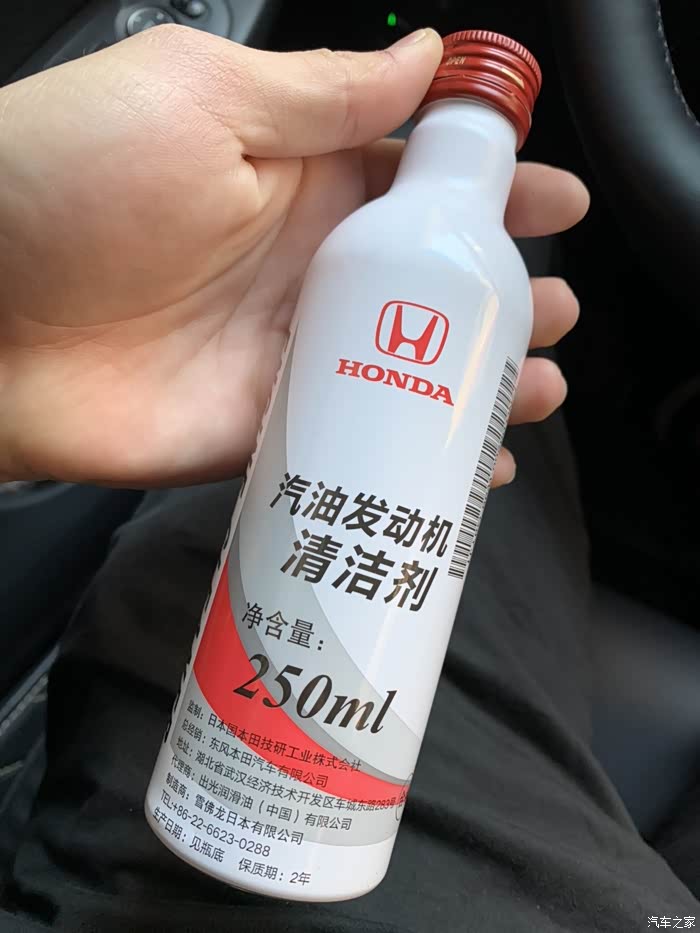 OPEN
HONDA
汽油发动机
清洁剂
净含量：
250ml
监制：日本国本田技研工业株式会社
总经销：东风本田汽车有限公司
地址：湖北省武汉经济技术开发区车城东路283号
代理商：出光润滑油（中国）有限公司
制造商：雪佛龙日本有限公司
TEL:+86-22-6623-0288
生产日期：见瓶底 保质期：2年
汽车之家